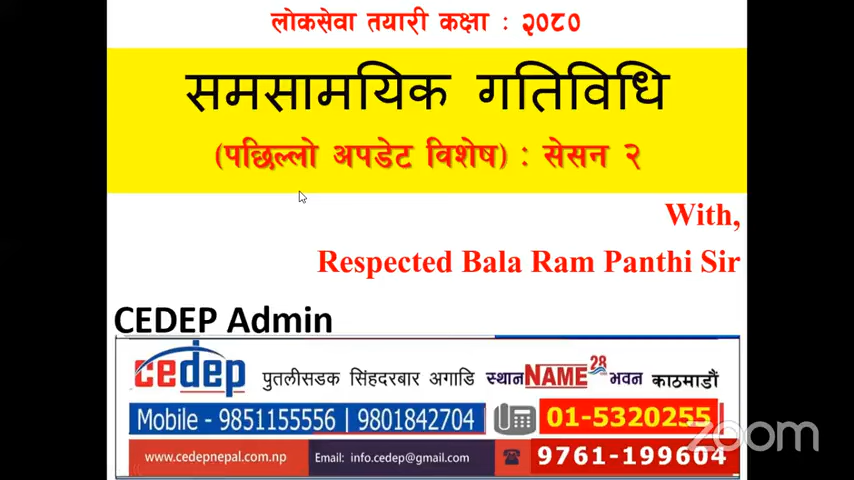 लोकसेवा तयारी कक्षा : २०८०
समसामयिक गतिविधि
(पछिल्लो अपडेट विशेष) : सेसन २
With,
Respected Bala Ram Panthi Sir
CEDEP Admin
cedep पुतलीसडक सिंहदरबार अगाडि स्थान NAME 28 भवन काठमाडौं
Mobile - 9851155556 | 9801842704 01-5320255
www.cedepnepal.com.np Email: info.cedep@gmail.com 9761-199604
zoom